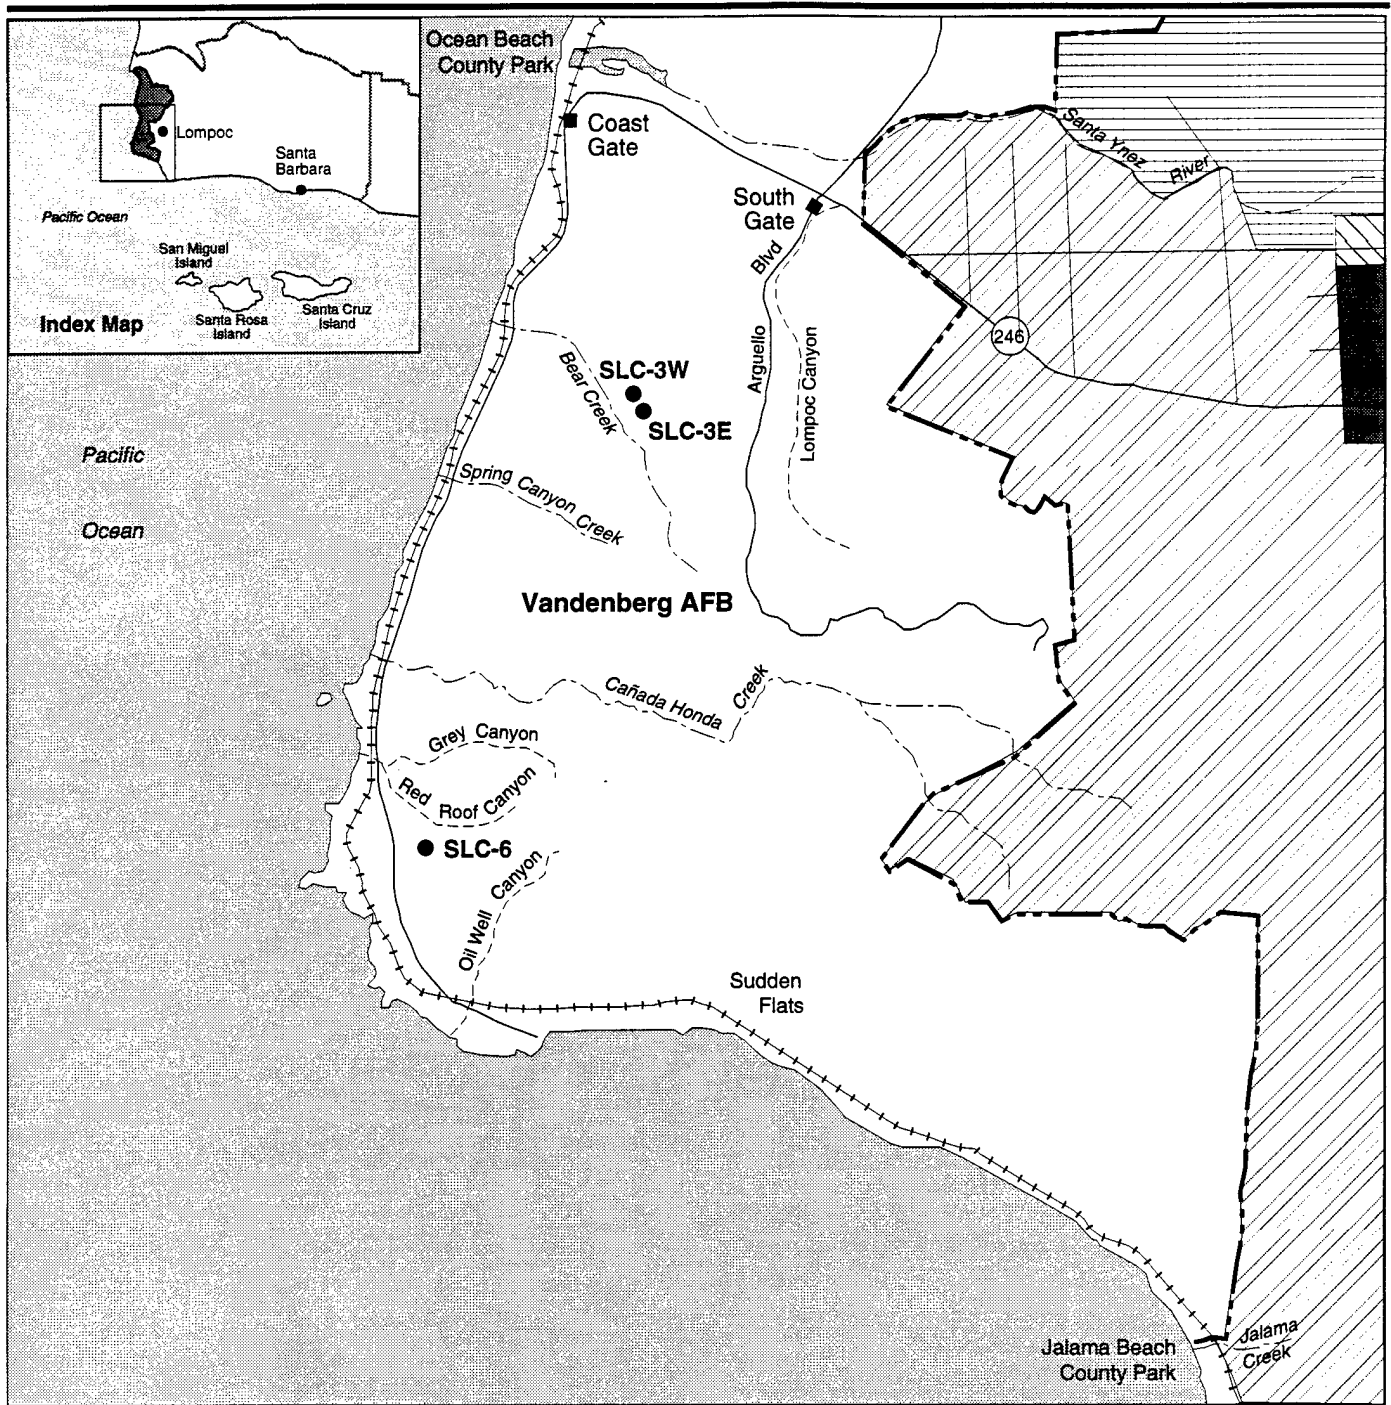 Ocean Beach
County Park
Coast
Gate
Santa Ynez
River
South
Gate
Blvd
Lompoc
Santa
Barbara
Pacific Ocean
San Miguel
Island
Santa Rosa
Island
Santa Cruz
Island
Index Map
246
Arguello
Lompoc Canyon
Bear Creek
SLC-3W
SLC-3E
Pacific
Ocean
Spring Canyon Creek
Vandenberg AFB
Cañada Honda
Creek
Grey Canyon
Red Roof Canyon
SLC-6
Oil Well Canyon
Sudden
Flats
Jalama Beach
County Park
Jalama
Creek